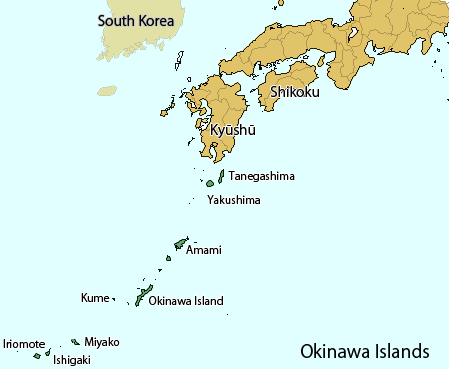 South Korea
Shikoku
Kyūshū
Tanegashima
Yakushima
Amami
Kume
Okinawa Island
Iriomote
Miyako
Ishigaki
Okinawa Islands